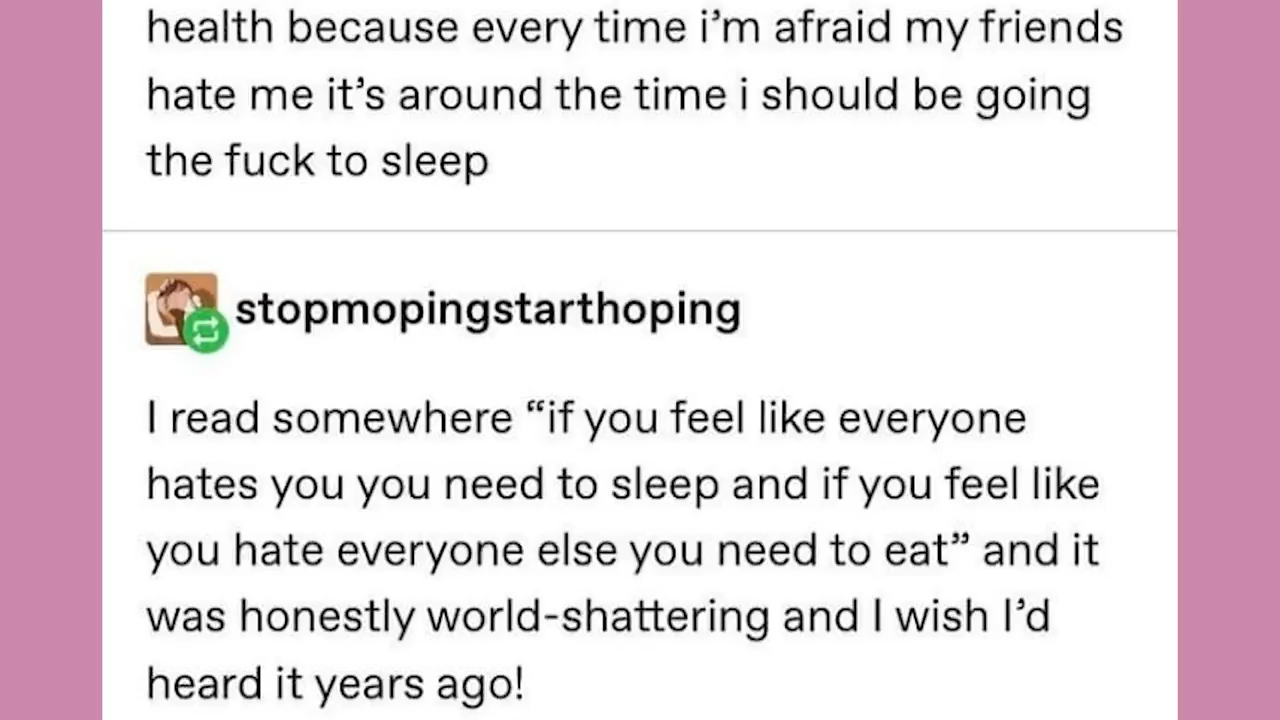 health because every time i’m afraid my friends
hate me it’s around the time i should be going
the fuck to sleep
stopmopingstarthoping
I read somewhere “if you feel like everyone
hates you you need to sleep and if you feel like
you hate everyone else you need to eat” and it
was honestly world-shattering and I wish I’d
heard it years ago!